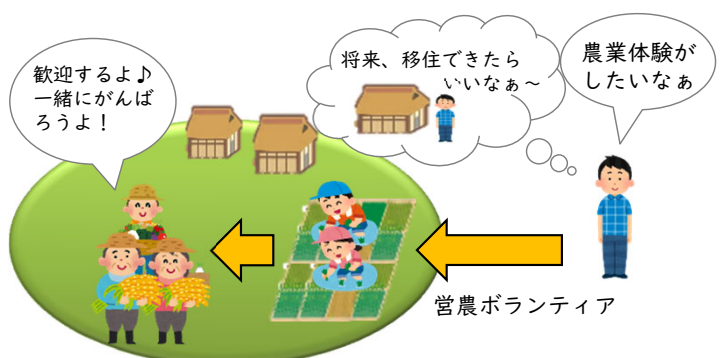 歓迎するよ♪
一緒にがんば
ろうよ！
将来、移住できたら
いいなぁ～
農業体験が
したいなぁ
営農ボランティア